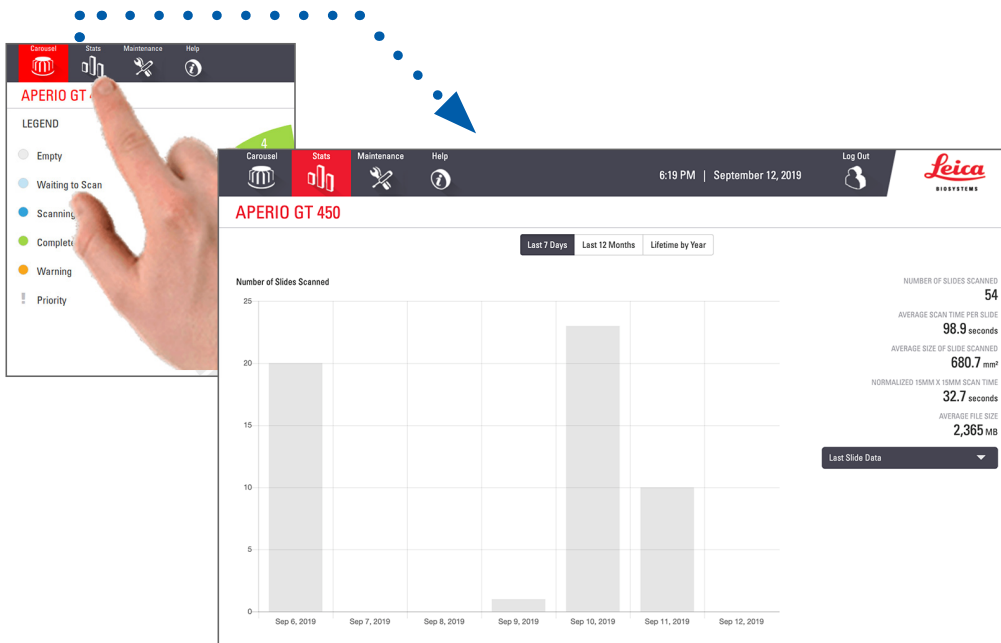 Carousel Stats Maintenance Help
APERIO GT 4
LEGEND
4
Empty
Waiting to Scan
Scanning
Complete
Warning
! Priority
Carousel Stats Maintenance Help 6:19 PM | September 12, 2019 Log Out Leica
BIOSYSTEMS
APERIO GT 450
Last 7 Days Last 12 Months Lifetime by Year
Number of Slides Scanned
25
20
15
10
5
0
Sep 6, 2019 Sep 7, 2019 Sep 8, 2019 Sep 9, 2019 Sep 10, 2019 Sep 11, 2019 Sep 12, 2019
NUMBER OF SLIDES SCANNED
54
AVERAGE SCAN TIME PER SLIDE
98.9 seconds
AVERAGE SIZE OF SLIDE SCANNED
680.7 mm²
NORMALIZED 15MM X 15MM SCAN TIME
32.7 seconds
AVERAGE FILE SIZE
2,365 MB
Last Slide Data